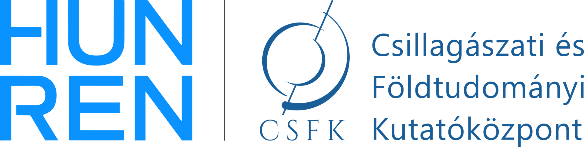 HUN
REN
CSFK
Csillagászati és
Földtudományi
Kutatóközpont